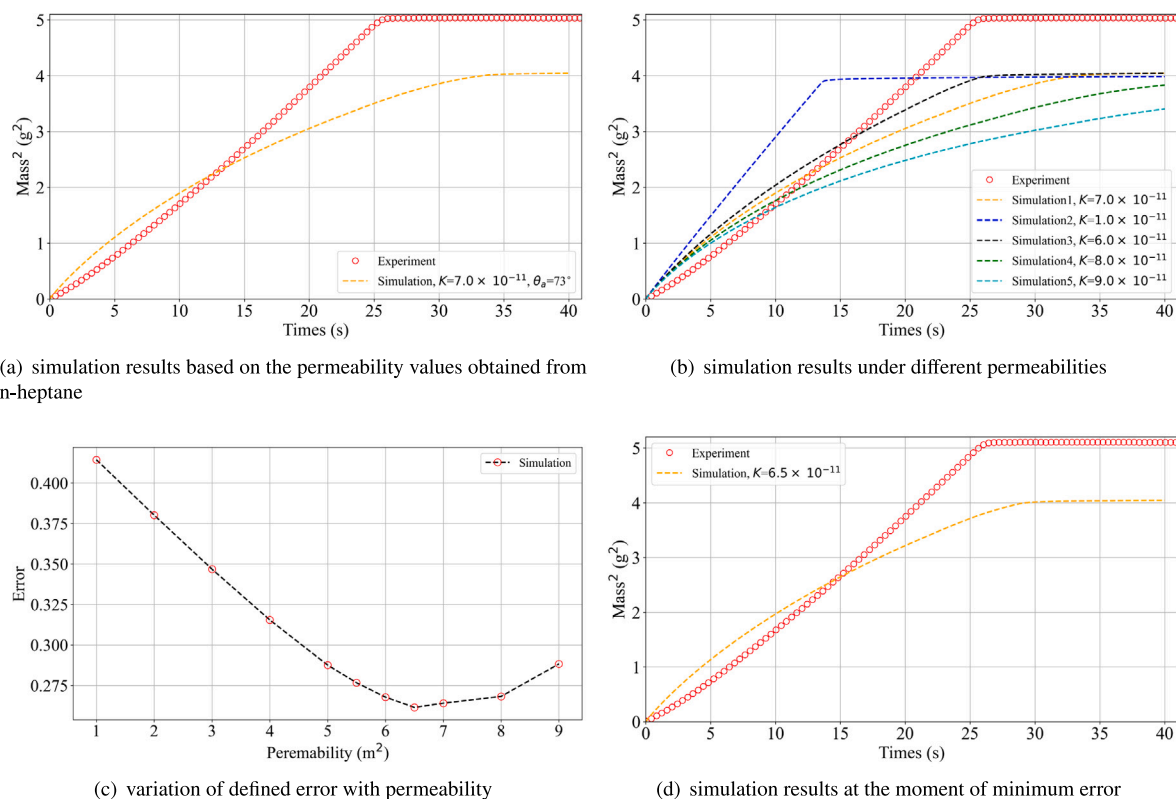 5
4
3
2
1
0
Mass² (g²)
0 5 10 15 20 25 30 35 40
Times (s)
Experiment
Simulation, K=7.0 × 10⁻¹¹, θₐ=73°
(a) simulation results based on the permeability values obtained from
n-heptane
5
4
3
2
1
0
Mass² (g²)
0 5 10 15 20 25 30 35 40
Times (s)
Experiment
Simulation1, K=7.0 × 10⁻¹¹
Simulation2, K=1.0 × 10⁻¹¹
Simulation3, K=6.0 × 10⁻¹¹
Simulation4, K=8.0 × 10⁻¹¹
Simulation5, K=9.0 × 10⁻¹¹
(b) simulation results under different permeabilities
Simulation
0.400
0.375
0.350
0.325
0.300
0.275
Error
1 2 3 4 5 6 7 8 9
Peremability (m²)
(c) variation of defined error with permeability
5
4
3
2
1
0
Mass² (g²)
Experiment
Simulation, K=6.5 × 10⁻¹¹
0 5 10 15 20 25 30 35 40
Times (s)
(d) simulation results at the moment of minimum error